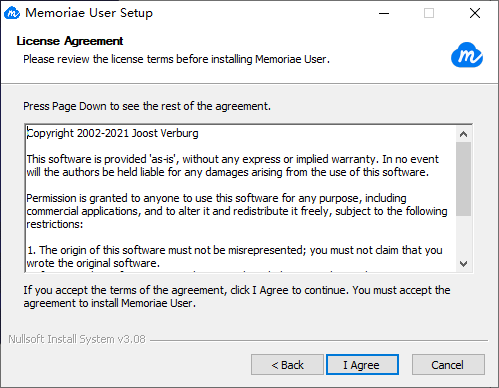 Memoriae User Setup
License Agreement
Please review the license terms before installing Memoriae User.
m
Press Page Down to see the rest of the agreement.
Copyright 2002-2021 Joost Verburg
This software is provided 'as-is', without any express or implied warranty. In no event
will the authors be held liable for any damages arising from the use of this software.
Permission is granted to anyone to use this software for any purpose, including
commercial applications, and to alter it and redistribute it freely, subject to the following
restrictions:
1. The origin of this software must not be misrepresented; you must not claim that you
wrote the original software.
If you accept the terms of the agreement, click I Agree to continue. You must accept the
agreement to install Memoriae User.
Nullsoft Install System v3.08
< Back
I Agree
Cancel